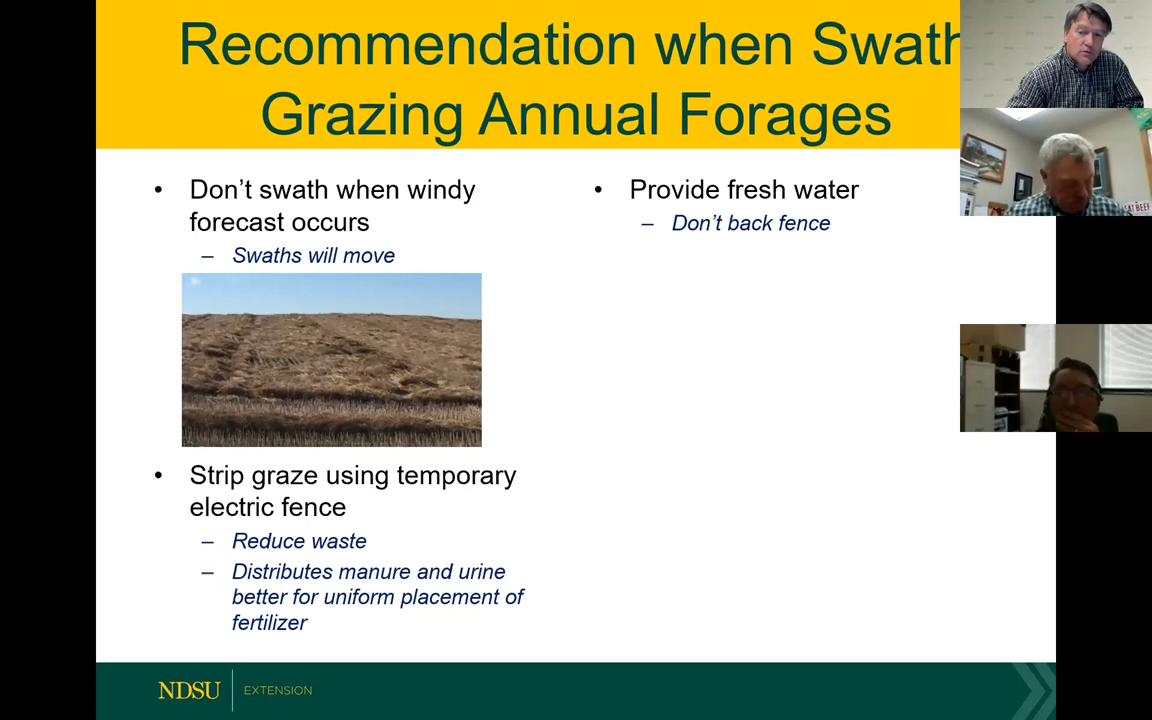 Recommendation when Swath
Grazing Annual Forages
• Don’t swath when windy
forecast occurs
– Swaths will move
• Strip graze using temporary
electric fence
– Reduce waste
– Distributes manure and urine
better for uniform placement of
fertilizer
• Provide fresh water
– Don’t back fence
NDSU EXTENSION
EAT BEEF